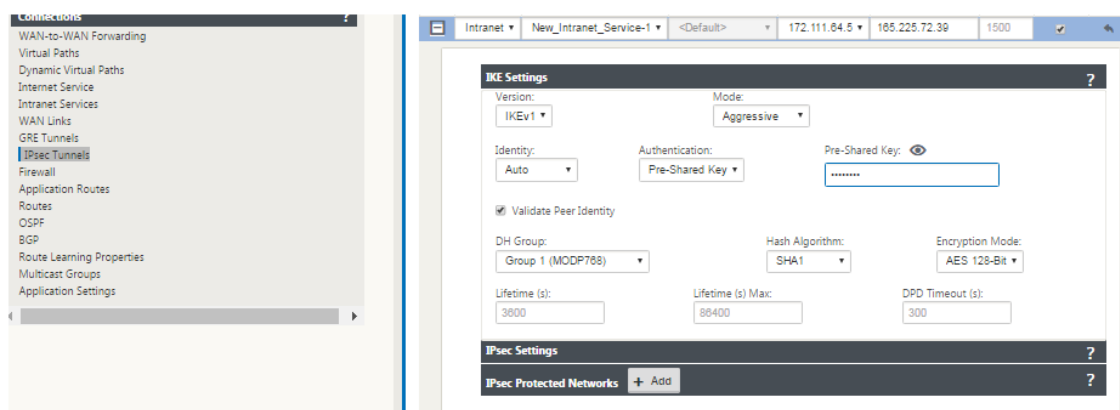 Connections ?
WAN-to-WAN Forwarding
Virtual Paths
Dynamic Virtual Paths
Internet Service
Intranet Services
WAN Links
GRE Tunnels
IPsec Tunnels
Firewall
Application Routes
Routes
OSPF
BGP
Route Learning Properties
Multicast Groups
Application Settings
Intranet New_Intranet_Service-1 <Default> 172.111.64.5 165.225.72.39 1500
IKE Settings ?
Version: Mode:
IKEv1 Aggressive
Identity: Authentication: Pre-Shared Key:
Auto Pre-Shared Key ········
Validate Peer Identity
DH Group: Hash Algorithm: Encryption Mode:
Group 1 (MODP768) SHA1 AES 128-Bit
Lifetime (s): Lifetime (s) Max: DPD Timeout (s):
3600 86400 300
IPsec Settings ?
IPsec Protected Networks + Add ?